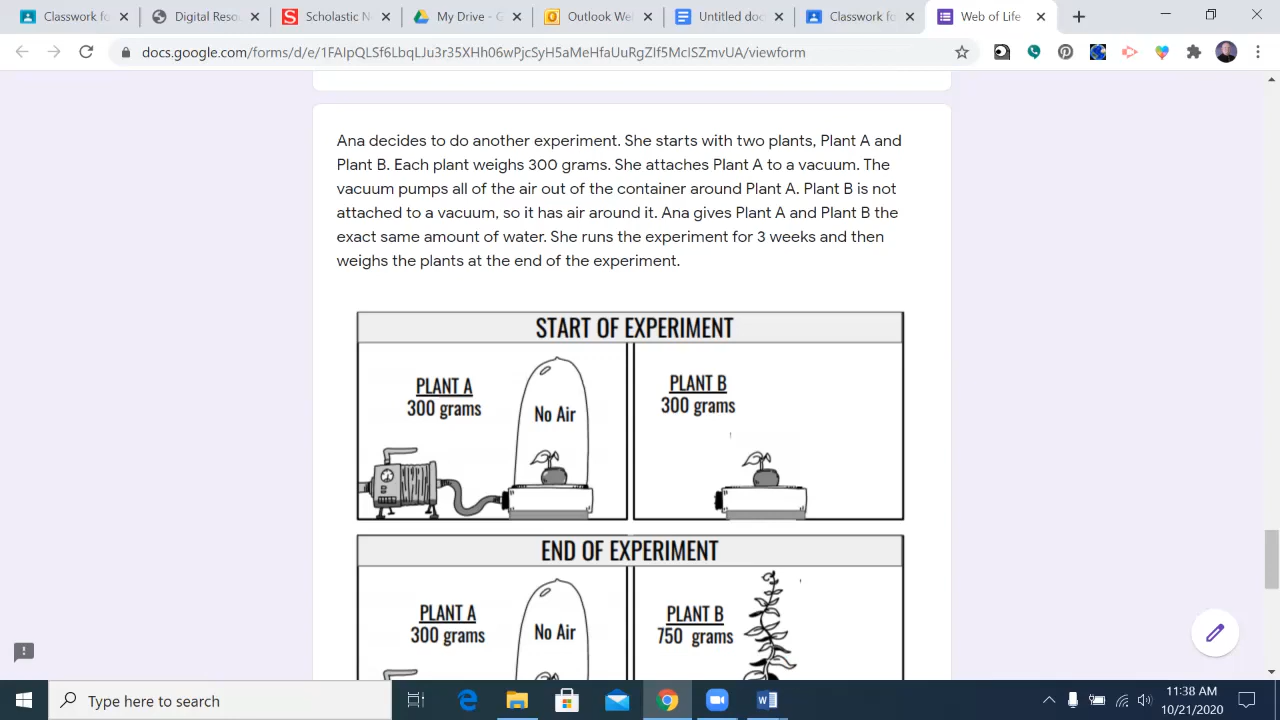 Classwork fo
Digital Reso
Scholastic N
My Drive - G
Outlook We
Untitled doc
Classwork fo
Web of Life
docs.google.com/forms/d/e/
Ana decides to do another experiment. She starts with two plants, Plant A and
Plant B. Each plant weighs 300 grams. She attaches Plant A to a vacuum. The
vacuum pumps all of the air out of the container around Plant A. Plant B is not
attached to a vacuum, so it has air around it. Ana gives Plant A and Plant B the
exact same amount of water. She runs the experiment for 3 weeks and then
weighs the plants at the end of the experiment.
START OF EXPERIMENT
PLANT A
300 grams
No Air
PLANT B
300 grams
END OF EXPERIMENT
PLANT A
300 grams
No Air
PLANT B
750 grams
Type here to search
11:38 AM
10/21/2020